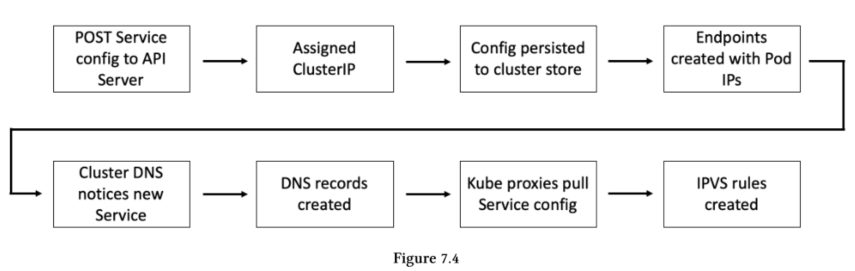 POST Service
config to API
Server
Assigned
ClusterIP
Config persisted
to cluster store
Endpoints
created with Pod
IPs
Cluster DNS
notices new
Service
DNS records
created
Kube proxies pull
Service config
IPVS rules
created
Figure 7.4